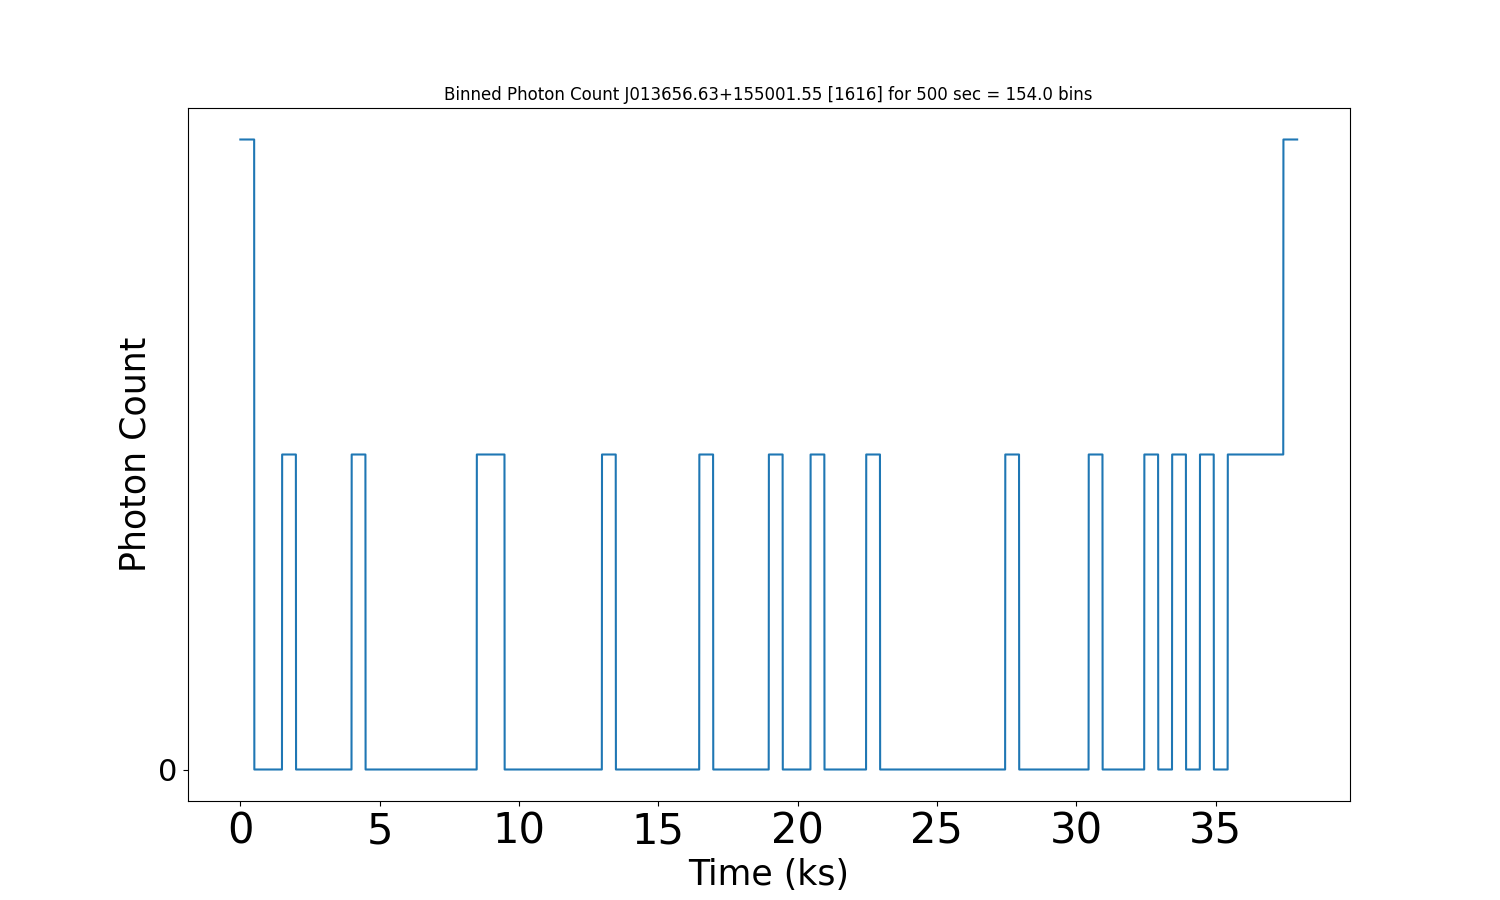 Binned Photon Count J013656.63+155001.55 [1616] for 500 sec = 154.0 bins
Photon Count
0
0 5 10 15 20 25 30 35
Time (ks)